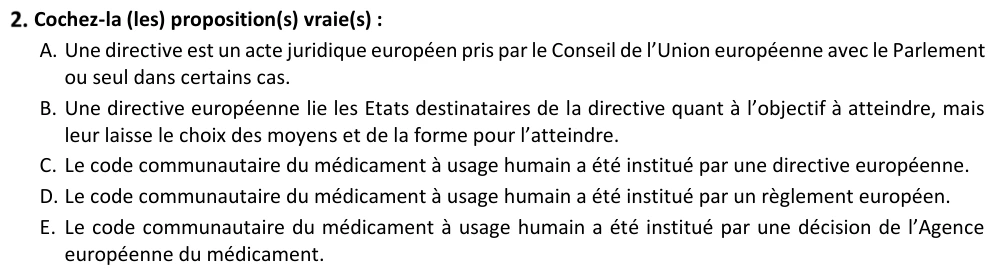 2. Cochez-la (les) proposition(s) vraie(s) :
A. Une directive est un acte juridique européen pris par le Conseil de l’Union européenne avec le Parlement
ou seul dans certains cas.
B. Une directive européenne lie les Etats destinataires de la directive quant à l’objectif à atteindre, mais
leur laisse le choix des moyens et de la forme pour l’atteindre.
C. Le code communautaire du médicament à usage humain a été institué par une directive européenne.
D. Le code communautaire du médicament à usage humain a été institué par un règlement européen.
E. Le code communautaire du médicament à usage humain a été institué par une décision de l’Agence
européenne du médicament.